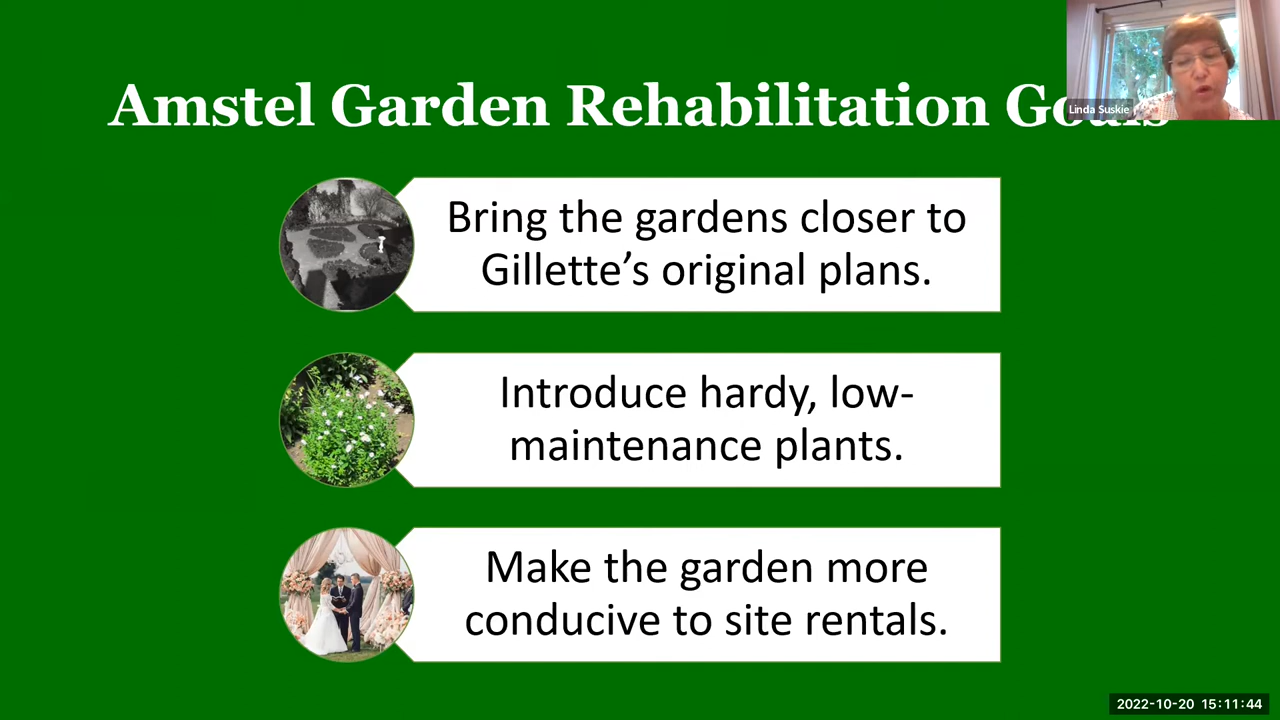 Amstel Garden Rehabilitation Goals
Linda Suskie
Bring the gardens closer to
Gillette’s original plans.
Introduce hardy, low-
maintenance plants.
Make the garden more
conducive to site rentals.
2022-10-20 15:11:44